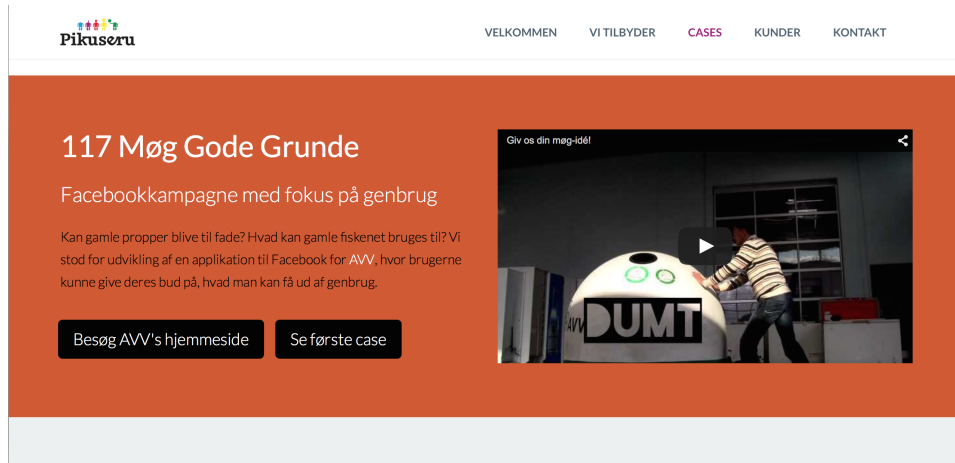 Pikuseru
VELKOMMEN VI TILBYDER CASES KUNDER KONTAKT
117 Møg Gode Grunde
Facebookkampagne med fokus på genbrug
Kan gamle propper blive til fade? Hvad kan gamle fiskenet bruges til? Vi
stod for udvikling af en applikation til Facebook for AVV, hvor brugerne
kunne give deres bud på, hvad man kan få ud af genbrug.
Besøg AVV's hjemmeside Se første case
Giv os din møg-idé!
AVV
DUMT